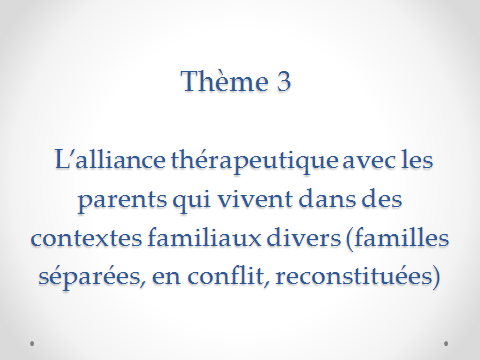 Thème 3
L’alliance thérapeutique avec les
parents qui vivent dans des
contextes familiaux divers (familles
séparées, en conflit, reconstituées)